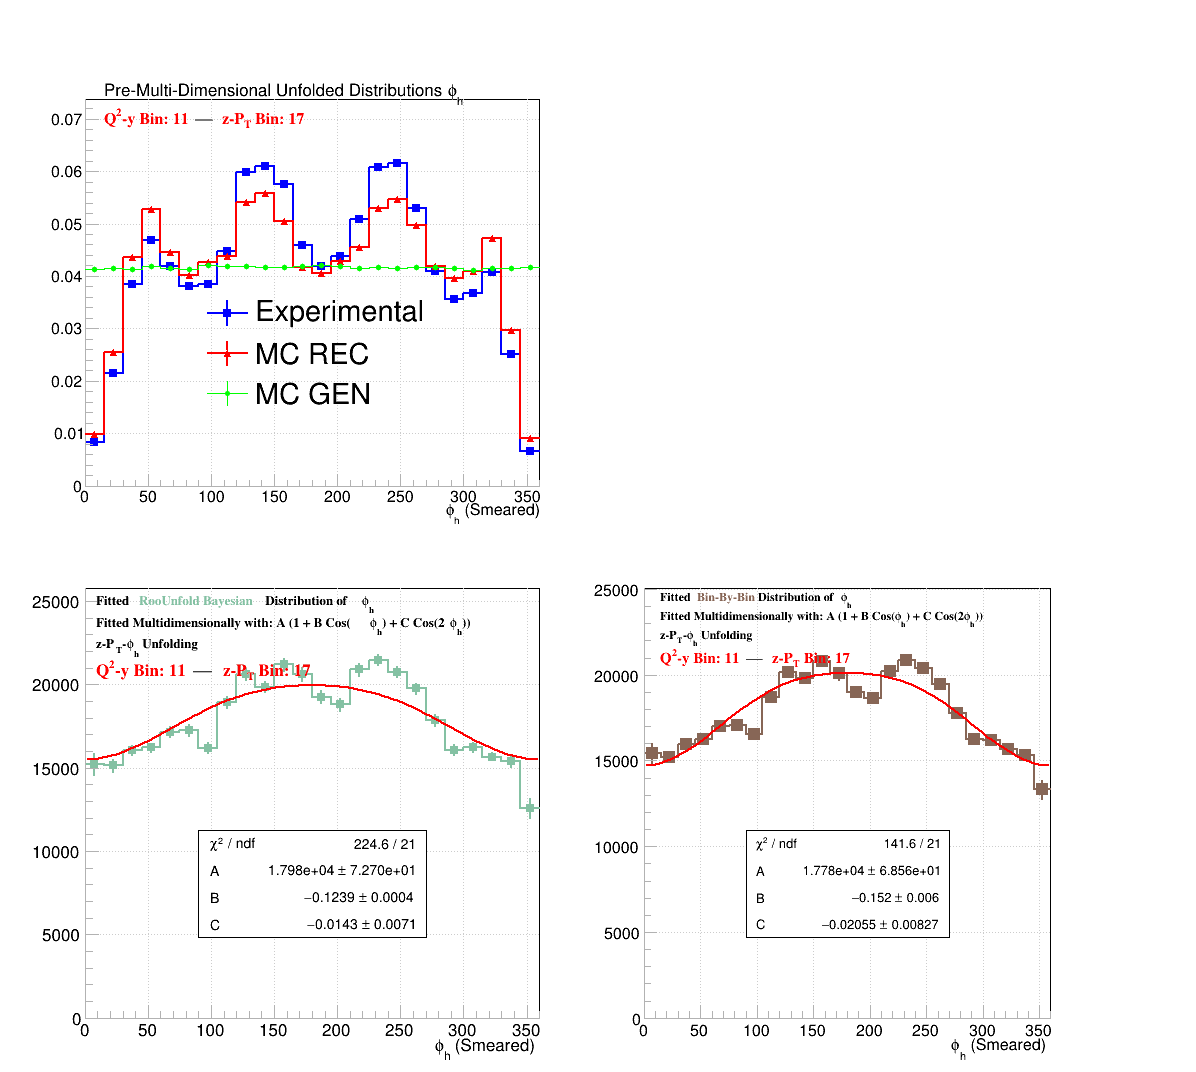 Pre-Multi-Dimensional Unfolded Distributions ϕh
Q²-y Bin: 11 — z-PT Bin: 17
0.07
0.06
0.05
0.04
0.03
0.02
0.01
0
Experimental
MC REC
MC GEN
0 50 100 150 200 250 300 350
ϕh (Smeared)
Fitted RooUnfold Bayesian Distribution of ϕh
Fitted Multidimensionally with: A (1 + B Cos( ϕh) + C Cos(2 ϕh))
z-PT-ϕh Unfolding
Q²-y Bin: 11 — z-PT Bin: 17
25000
20000
15000
10000
5000
0
χ² / ndf 224.6 / 21
A 1.798e+04 ± 7.270e+01
B −0.1239 ± 0.0004
C −0.0143 ± 0.0071
0 50 100 150 200 250 300 350
ϕh (Smeared)
Fitted Bin-By-Bin Distribution of ϕh
Fitted Multidimensionally with: A (1 + B Cos(ϕh) + C Cos(2ϕh))
z-PT-ϕh Unfolding
Q²-y Bin: 11 — z-PT Bin: 17
25000
20000
15000
10000
5000
0
χ² / ndf 141.6 / 21
A 1.778e+04 ± 6.856e+01
B −0.152 ± 0.006
C −0.02055 ± 0.00827
0 50 100 150 200 250 300 350
ϕh (Smeared)